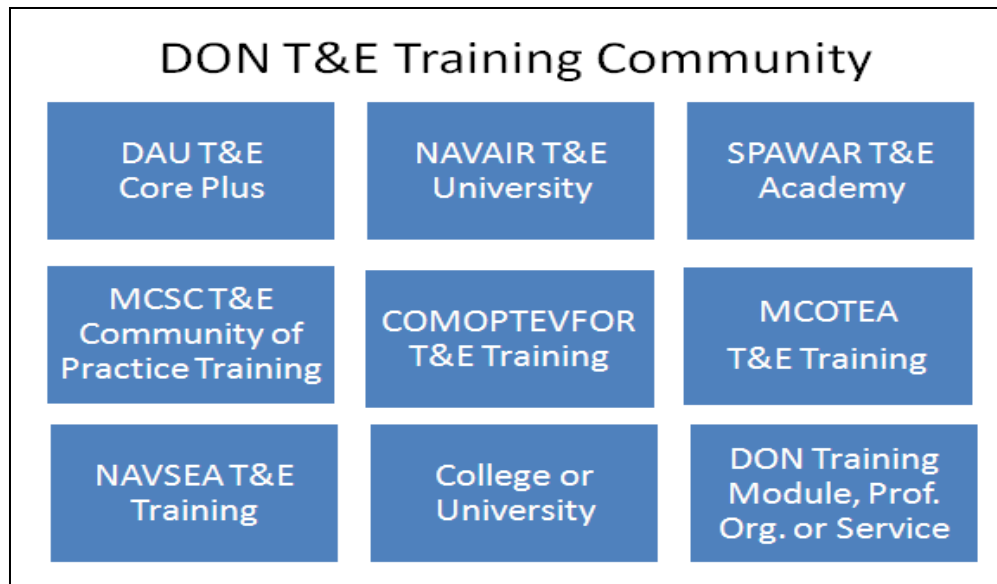 DON T&E Training Community
DAU T&E
Core Plus
NAVAIR T&E
University
SPAWAR T&E
Academy
MCSC T&E
Community of
Practice Training
COMOPTEVFOR
T&E Training
MCOTEA
T&E Training
NAVSEA T&E
Training
College or
University
DON Training
Module, Prof.
Org. or Service